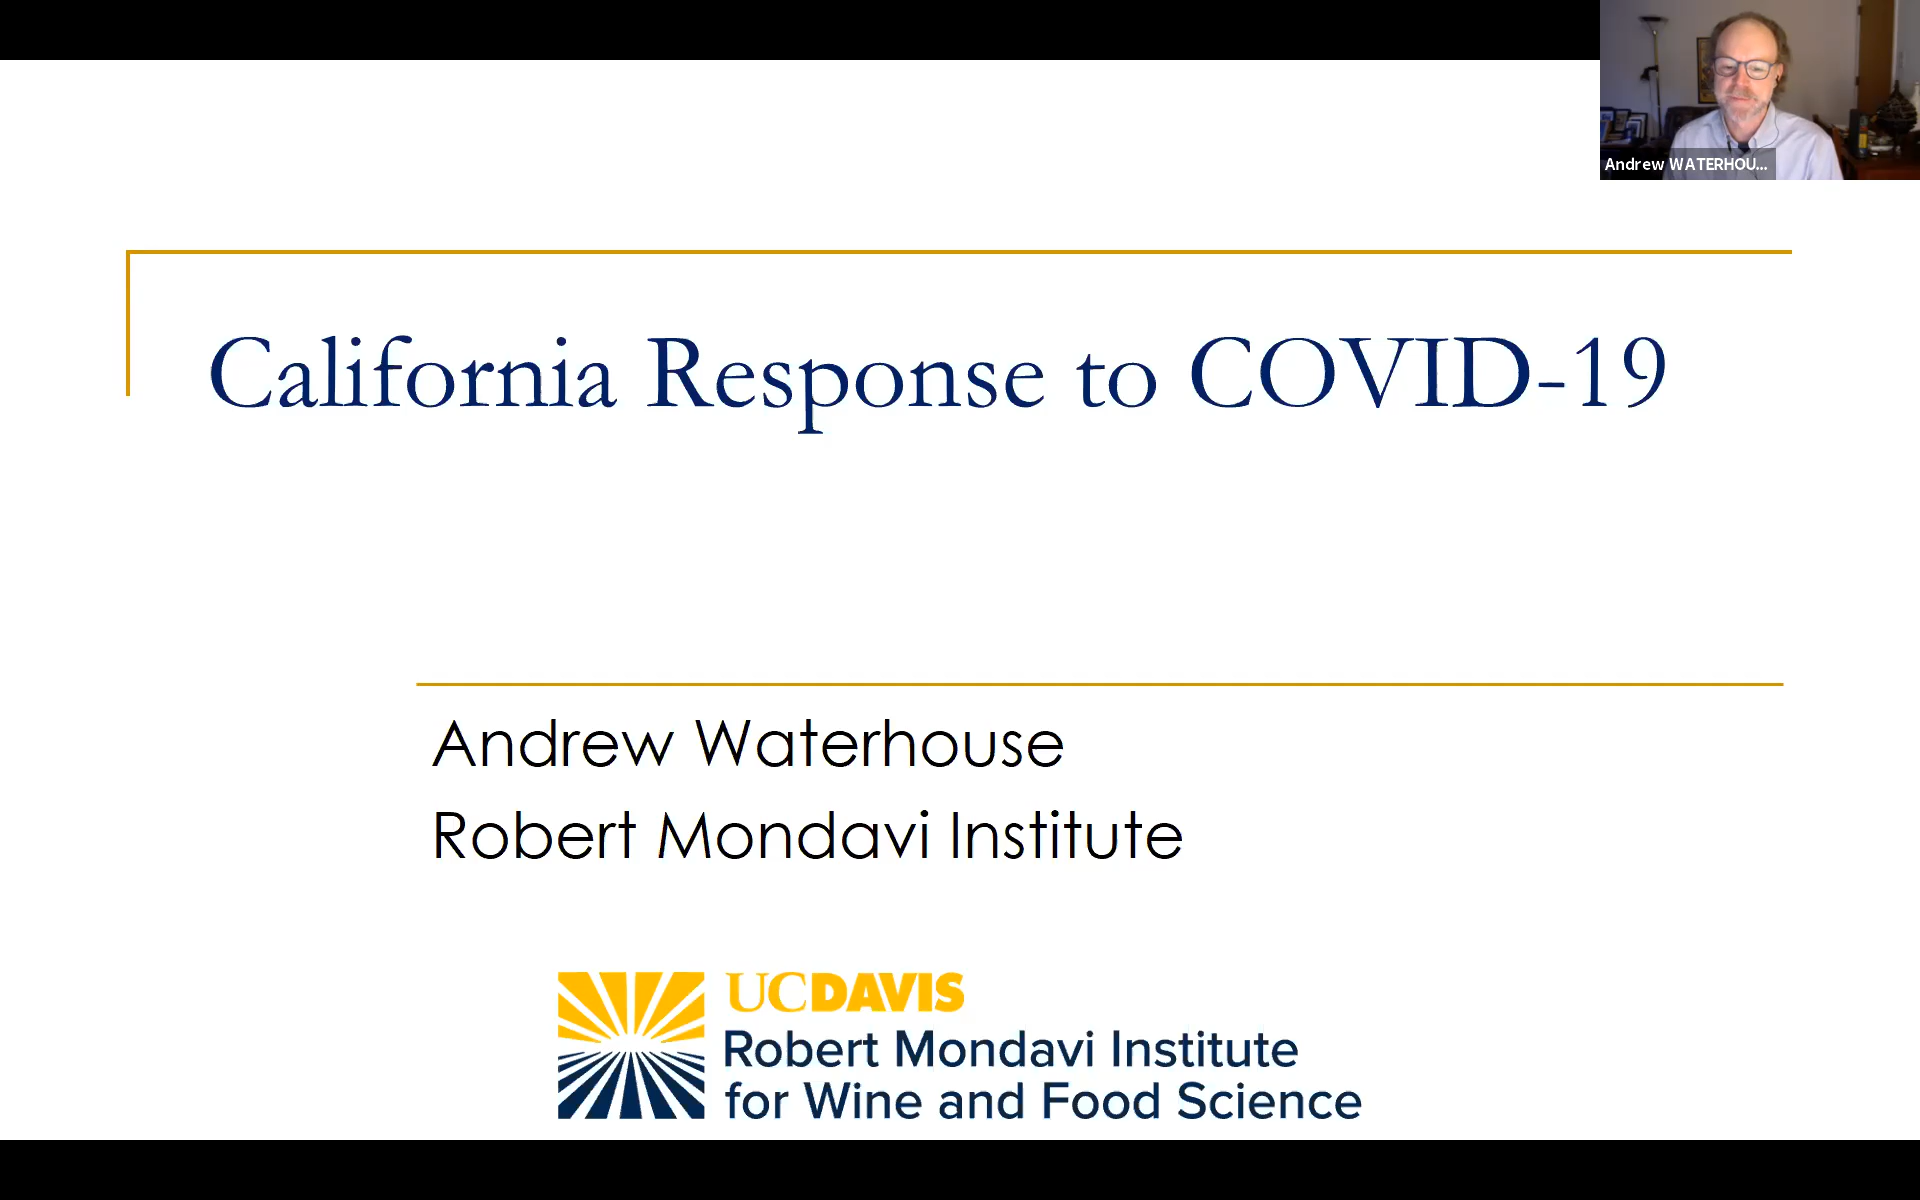 Andrew WATERHOU...
California Response to COVID-19
Andrew Waterhouse
Robert Mondavi Institute
UCDAVIS
Robert Mondavi Institute
for Wine and Food Science